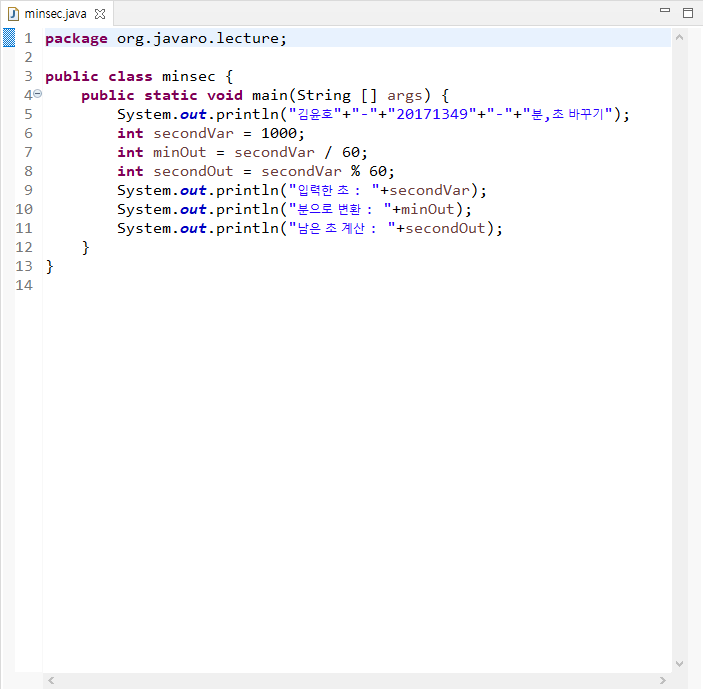 minsec.java
1 package org.javaro.lecture;
2
3 public class minsec {
4 public static void main(String [] args) {
5 System.out.println("김윤호"+"-"+"20171349"+"-"+"분,초 바꾸기");
6 int secondVar = 1000;
7 int minOut = secondVar / 60;
8 int secondOut = secondVar % 60;
9 System.out.println("입력한 초 : "+secondVar);
10 System.out.println("분으로 변환 : "+minOut);
11 System.out.println("남은 초 계산 : "+secondOut);
12 }
13 }
14